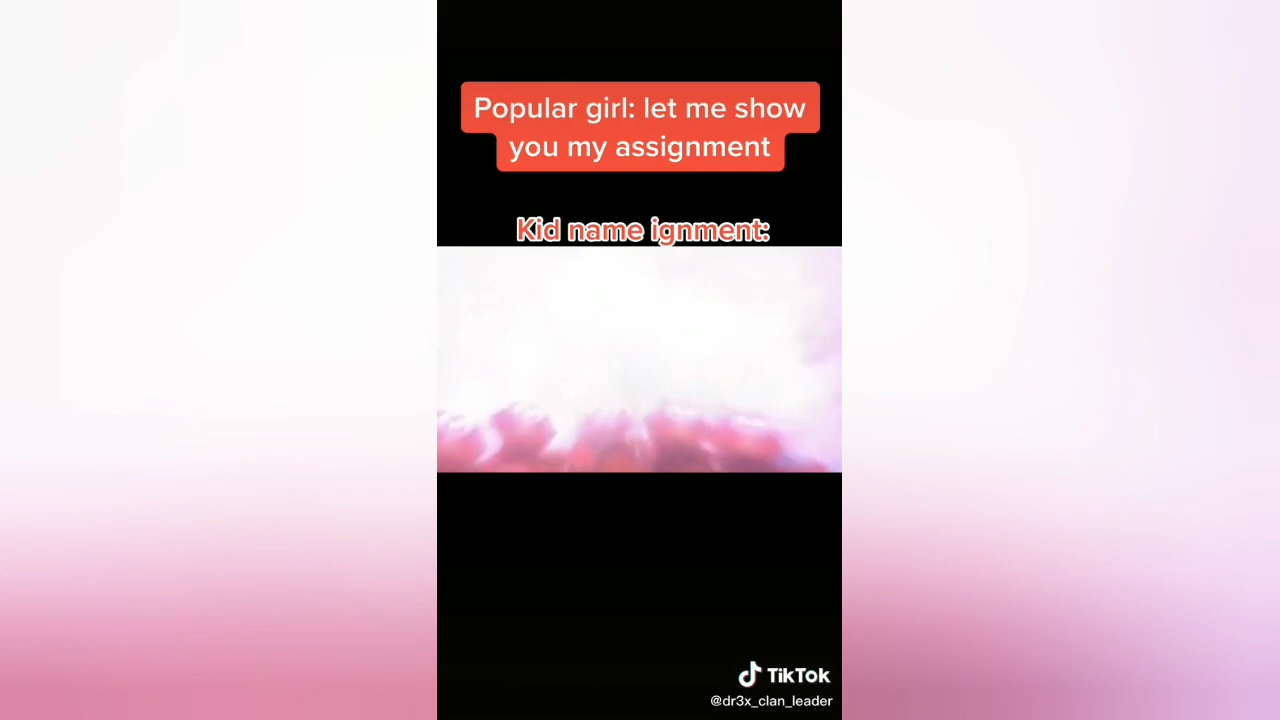 Popular girl: let me show
you my assignment
Kid name ignment:
TikTok
@dr3x_clan_leader